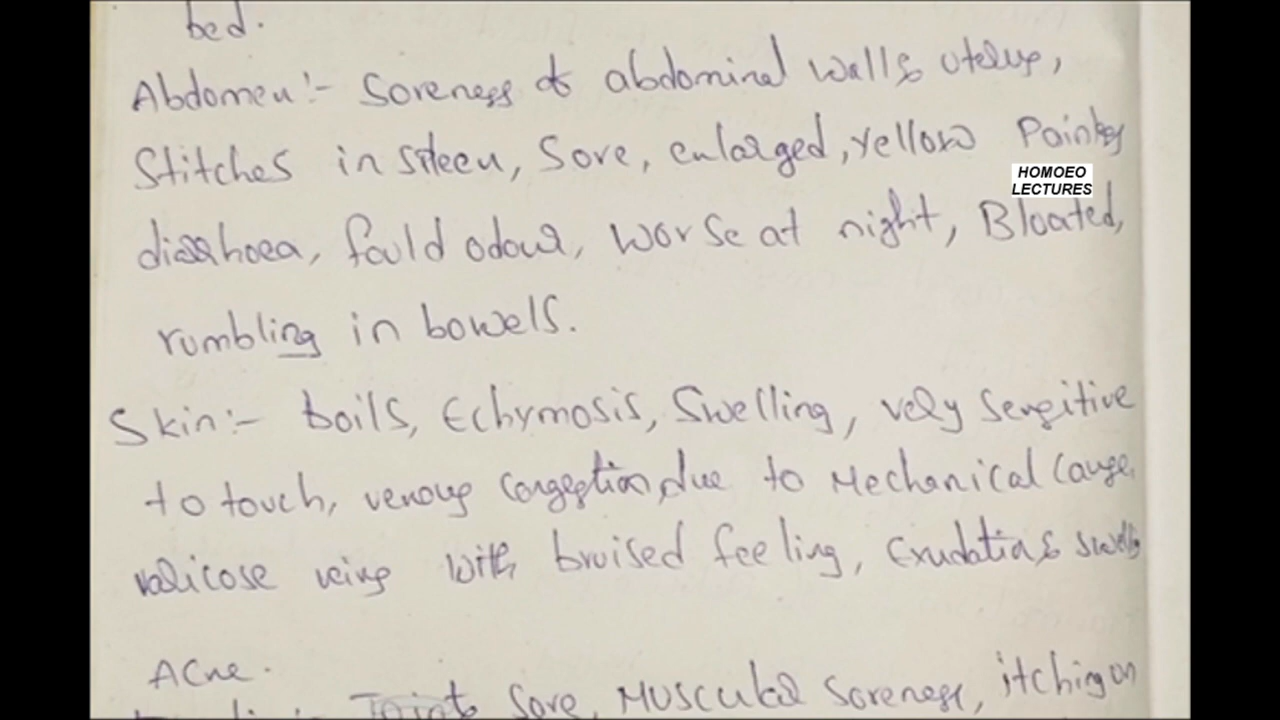 bed.
Abdomen:- Soreness of abdominal walls & uterus,
Stitches in spleen, Sore, enlarged, yellow Painless
HOMOEO
LECTURES
diarrhoea, fould odour, worse at night, Bloated,
rumbling in bowels.
Skin:- boils, Echymosis, Swelling, very sensitive
to touch, venous congestion, due to Mechanical cause,
varicose veins with bruised feeling, Exudation & swelling
Acne.
Joints Sore, Muscular Soreness, itching on